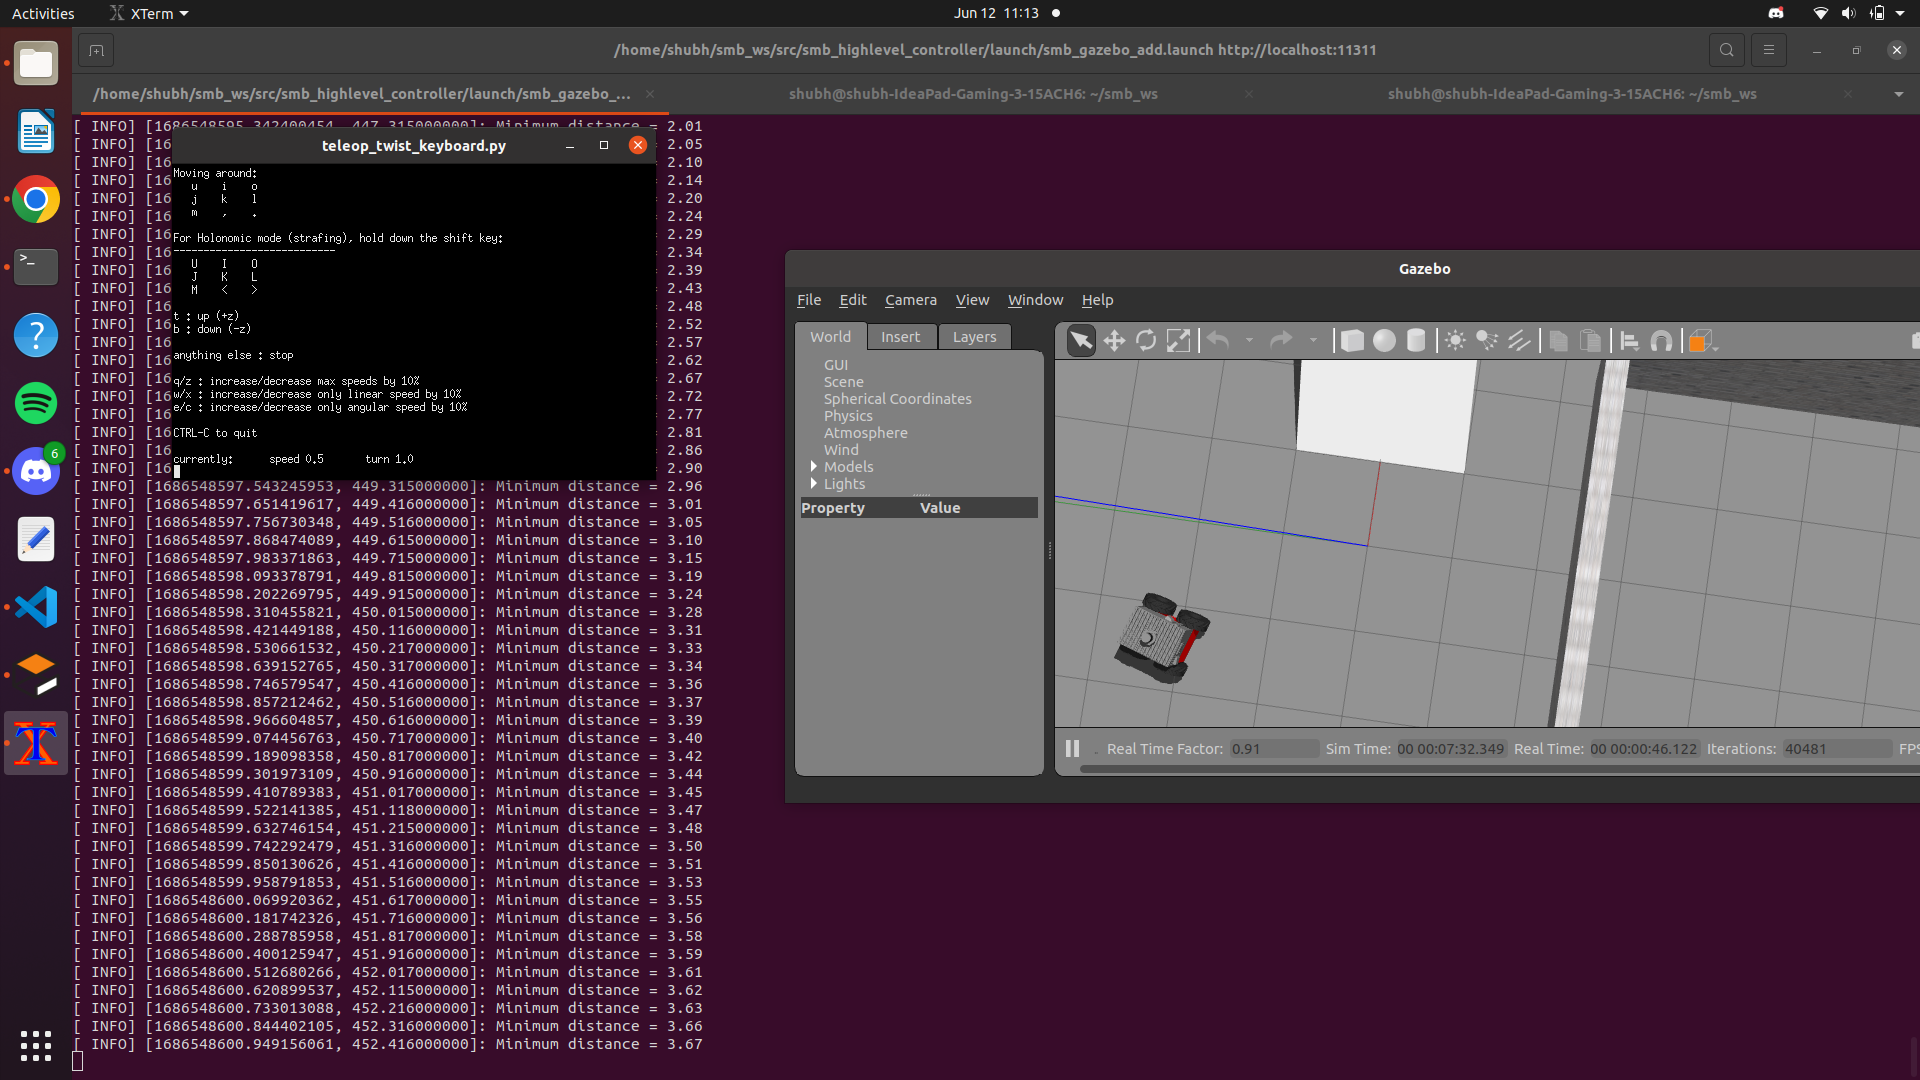 Activities
XTerm
Jun 12 11:13
/home/shubh/smb_ws/src/smb_highlevel_controller/launch/smb_gazebo_add.launch http://localhost:11311
/home/shubh/smb_ws/src/smb_highlevel_controller/launch/smb_gazebo_...
shubh@shubh-IdeaPad-Gaming-3-15ACH6: ~/smb_ws
shubh@shubh-IdeaPad-Gaming-3-15ACH6: ~/smb_ws
[ INFO] [1686548595.342400454, 447.315000000]: Minimum distance = 2.01
[ INFO] [16 = 2.05
[ INFO] [16 = 2.10
[ INFO] [16 = 2.14
[ INFO] [16 = 2.20
[ INFO] [16 = 2.24
[ INFO] [16 = 2.29
[ INFO] [16 = 2.34
[ INFO] [16 = 2.39
[ INFO] [16 = 2.43
[ INFO] [16 = 2.48
[ INFO] [16 = 2.52
[ INFO] [16 = 2.57
[ INFO] [16 = 2.62
[ INFO] [16 = 2.67
[ INFO] [16 = 2.72
[ INFO] [16 = 2.77
[ INFO] [16 = 2.81
[ INFO] [16 = 2.86
[ INFO] [16 = 2.90
[ INFO] [1686548597.543245953, 449.315000000]: Minimum distance = 2.96
[ INFO] [1686548597.651419617, 449.416000000]: Minimum distance = 3.01
[ INFO] [1686548597.756730348, 449.516000000]: Minimum distance = 3.05
[ INFO] [1686548597.868474089, 449.615000000]: Minimum distance = 3.10
[ INFO] [1686548597.983371863, 449.715000000]: Minimum distance = 3.15
[ INFO] [1686548598.093378791, 449.815000000]: Minimum distance = 3.19
[ INFO] [1686548598.202269795, 449.915000000]: Minimum distance = 3.24
[ INFO] [1686548598.310455821, 450.015000000]: Minimum distance = 3.28
[ INFO] [1686548598.421449188, 450.116000000]: Minimum distance = 3.31
[ INFO] [1686548598.530661532, 450.217000000]: Minimum distance = 3.33
[ INFO] [1686548598.639152765, 450.317000000]: Minimum distance = 3.34
[ INFO] [1686548598.746579547, 450.416000000]: Minimum distance = 3.36
[ INFO] [1686548598.857212462, 450.516000000]: Minimum distance = 3.37
[ INFO] [1686548598.966604857, 450.616000000]: Minimum distance = 3.39
[ INFO] [1686548599.074456763, 450.717000000]: Minimum distance = 3.40
[ INFO] [1686548599.189098358, 450.817000000]: Minimum distance = 3.42
[ INFO] [1686548599.301973109, 450.916000000]: Minimum distance = 3.44
[ INFO] [1686548599.410789383, 451.017000000]: Minimum distance = 3.45
[ INFO] [1686548599.522141385, 451.118000000]: Minimum distance = 3.47
[ INFO] [1686548599.632746154, 451.215000000]: Minimum distance = 3.48
[ INFO] [1686548599.742292479, 451.316000000]: Minimum distance = 3.50
[ INFO] [1686548599.850130626, 451.416000000]: Minimum distance = 3.51
[ INFO] [1686548599.958791853, 451.516000000]: Minimum distance = 3.53
[ INFO] [1686548600.069920362, 451.617000000]: Minimum distance = 3.55
[ INFO] [1686548600.181742326, 451.716000000]: Minimum distance = 3.56
[ INFO] [1686548600.288785958, 451.817000000]: Minimum distance = 3.58
[ INFO] [1686548600.400125947, 451.916000000]: Minimum distance = 3.59
[ INFO] [1686548600.512680266, 452.017000000]: Minimum distance = 3.61
[ INFO] [1686548600.620899537, 452.115000000]: Minimum distance = 3.62
[ INFO] [1686548600.733013088, 452.216000000]: Minimum distance = 3.63
[ INFO] [1686548600.844402105, 452.316000000]: Minimum distance = 3.66
[ INFO] [1686548600.949156061, 452.416000000]: Minimum distance = 3.67
teleop_twist_keyboard.py
Moving around:
u i o
j k l
m , .
For Holonomic mode (strafing), hold down the shift key:
---------------------------
U I O
J K L
M < >
t : up (+z)
b : down (-z)
anything else : stop
q/z : increase/decrease max speeds by 10%
w/x : increase/decrease only linear speed by 10%
e/c : increase/decrease only angular speed by 10%
CTRL-C to quit
currently: speed 0.5 turn 1.0
Gazebo
File Edit Camera View Window Help
World Insert Layers
GUI
Scene
Spherical Coordinates
Physics
Atmosphere
Wind
Models
Lights
Property Value
Real Time Factor: 0.91 Sim Time: 00 00:07:32.349 Real Time: 00 00:00:46.122 Iterations: 40481 FPS
6